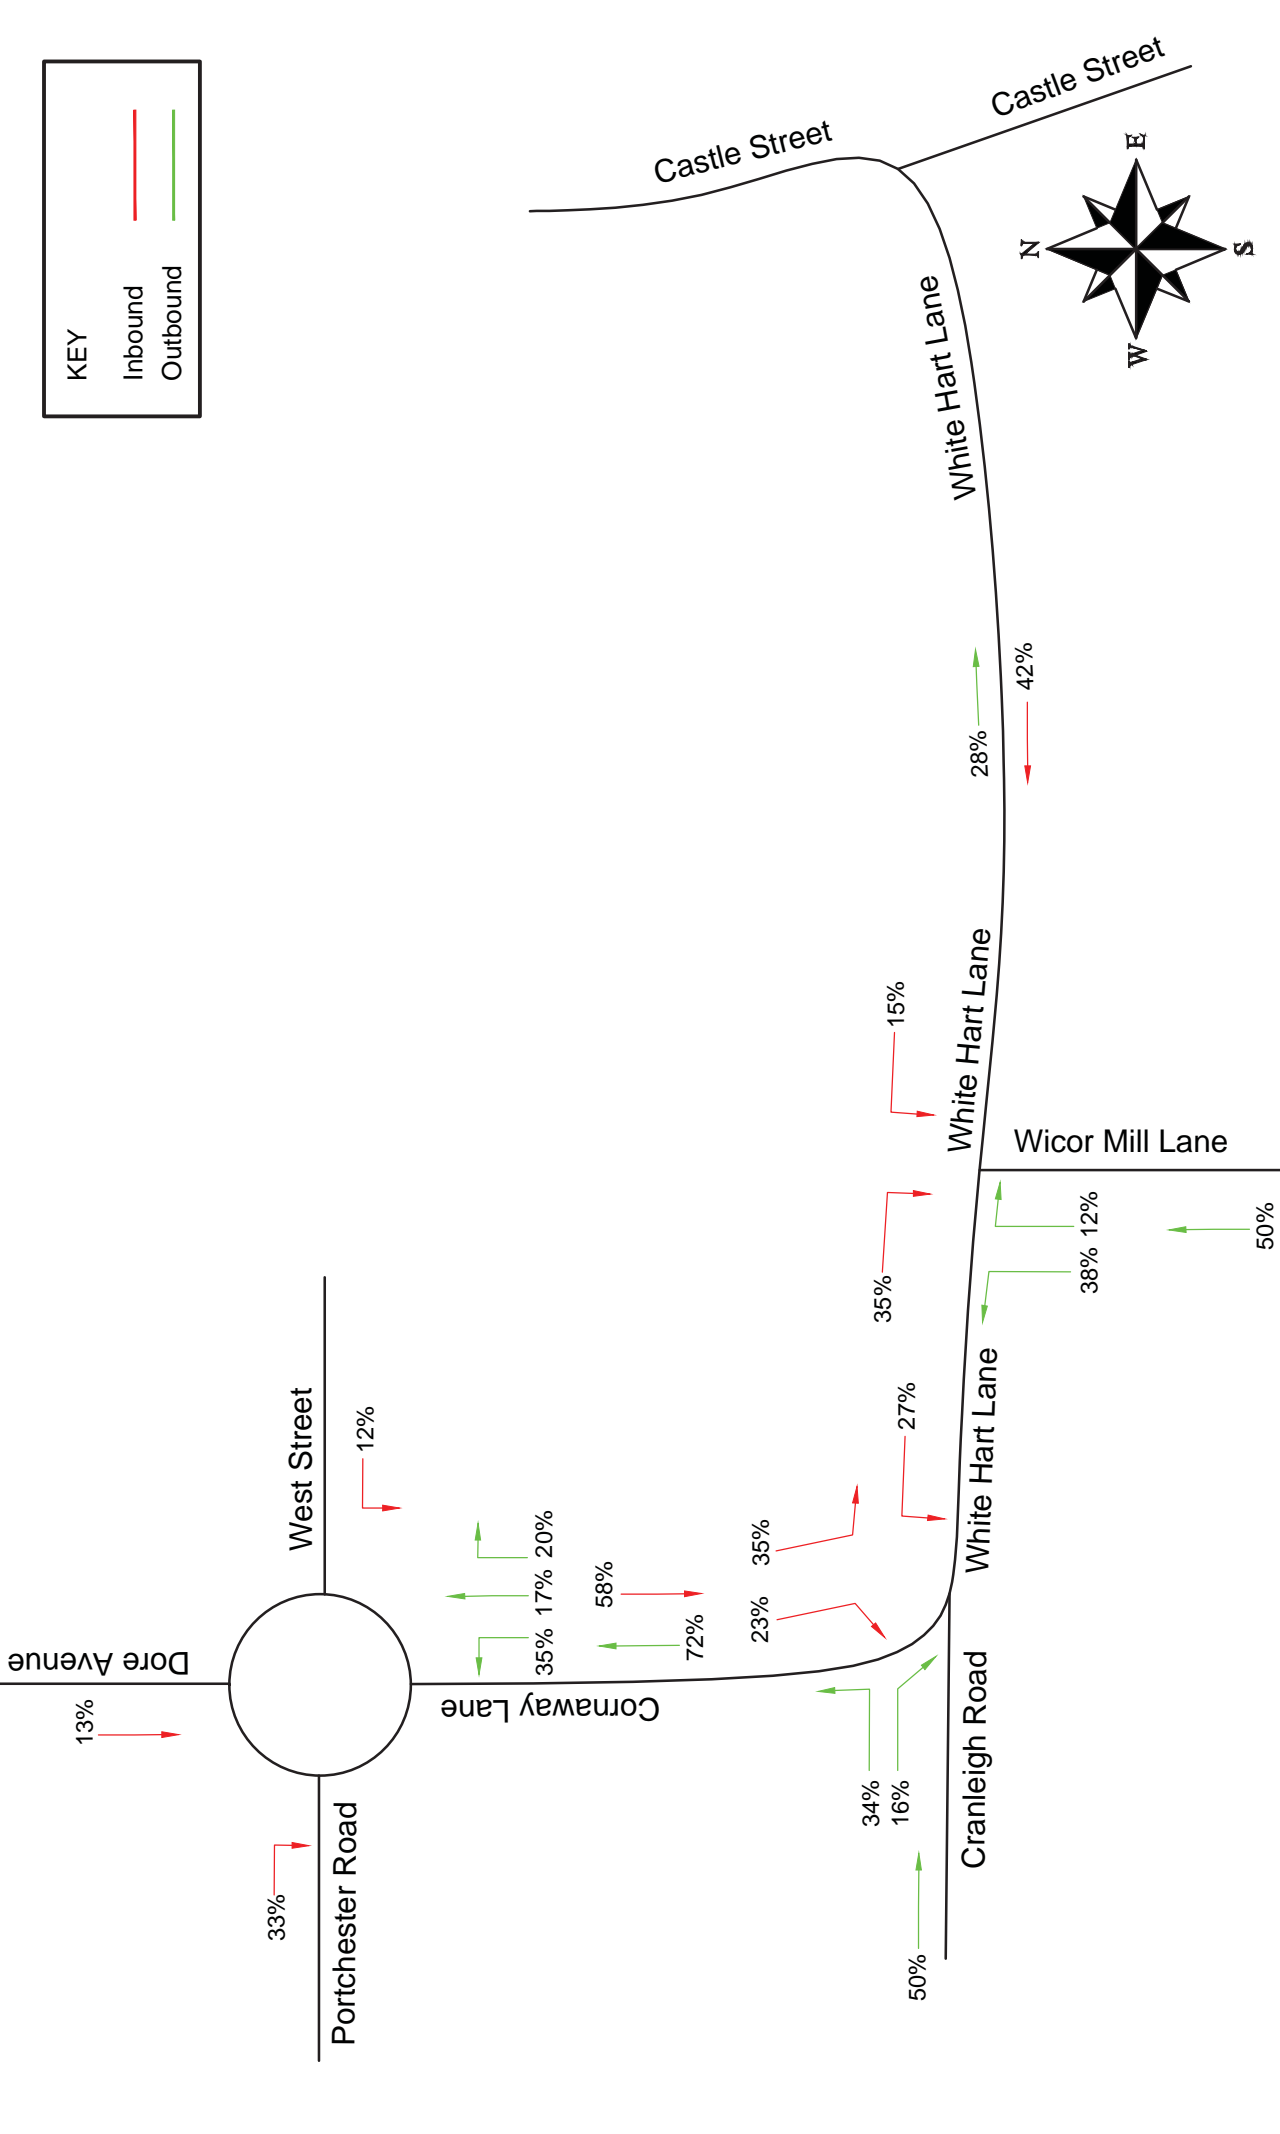 KEY
Inbound
Outbound
Castle Street
Castle Street
N
E
S
W
White Hart Lane
28%
42%
15%
White Hart Lane
35%
Wicor Mill Lane
12%
38%
50%
West Street
12%
27%
White Hart Lane
20%
17%
35%
58%
72%
35%
23%
Dore Avenue
13%
Cornaway Lane
33%
Portchester Road
34%
16%
Cranleigh Road
50%